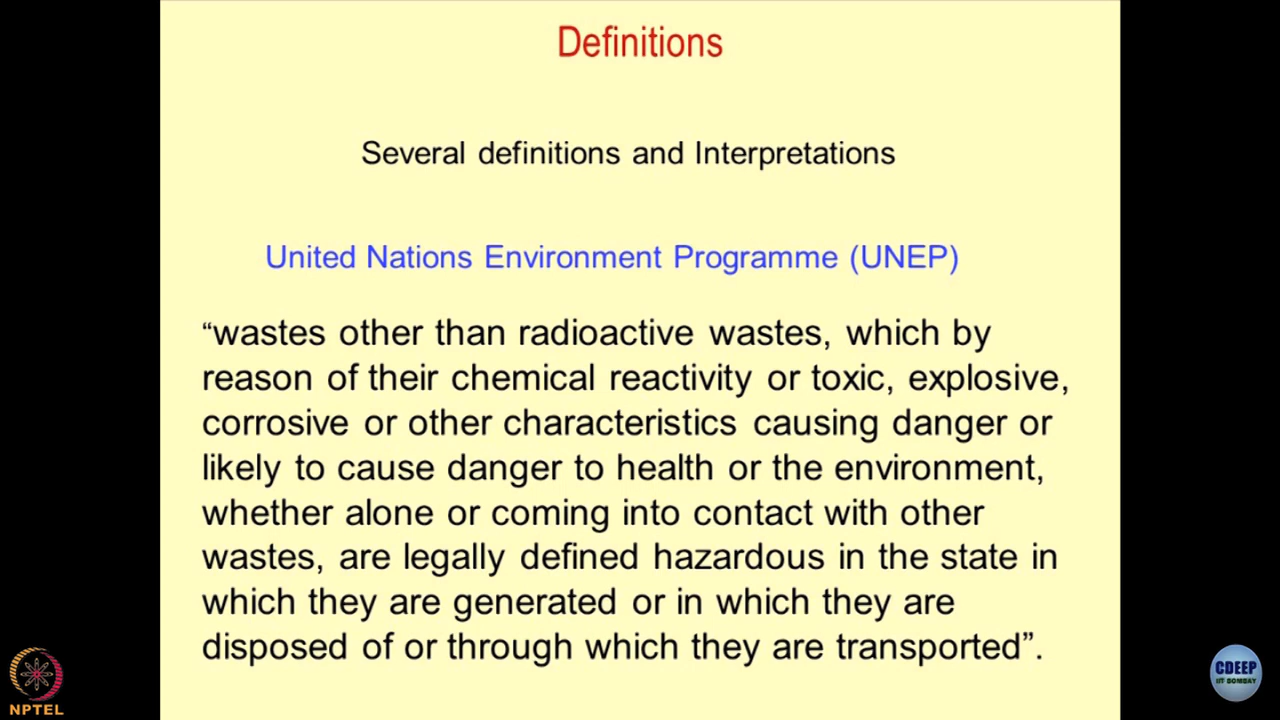 Definitions
Several definitions and Interpretations
United Nations Environment Programme (UNEP)
“wastes other than radioactive wastes, which by
reason of their chemical reactivity or toxic, explosive,
corrosive or other characteristics causing danger or
likely to cause danger to health or the environment,
whether alone or coming into contact with other
wastes, are legally defined hazardous in the state in
which they are generated or in which they are
disposed of or through which they are transported”.
NPTEL
CDEEP
IIT BOMBAY